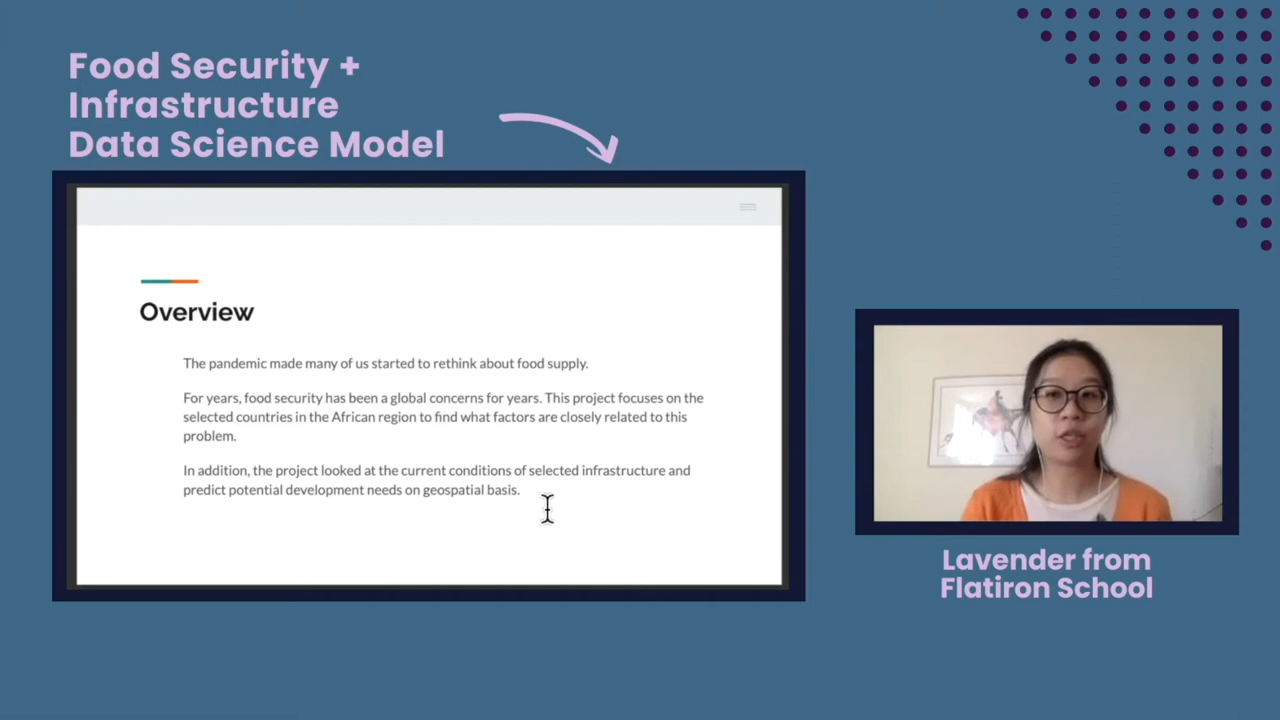 Food Security +
Infrastructure
Data Science Model
Overview
The pandemic made many of us started to rethink about food supply.
For years, food security has been a global concerns for years. This project focuses on the
selected countries in the African region to find what factors are closely related to this
problem.
In addition, the project looked at the current conditions of selected infrastructure and
predict potential development needs on geospatial basis.
Lavender from
Flatiron School